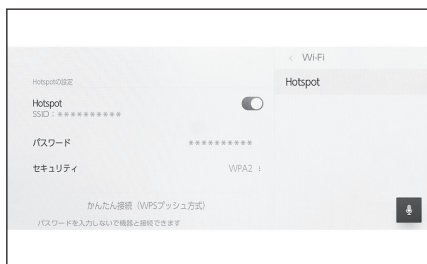 < Wi-Fi
Hotspotの設定
Hotspot
Hotspot
SSID：**********
パスワード **********
セキュリティ WPA2
かんたん接続（WPSプッシュ方式）
パスワードを入力しないで機器と接続できます